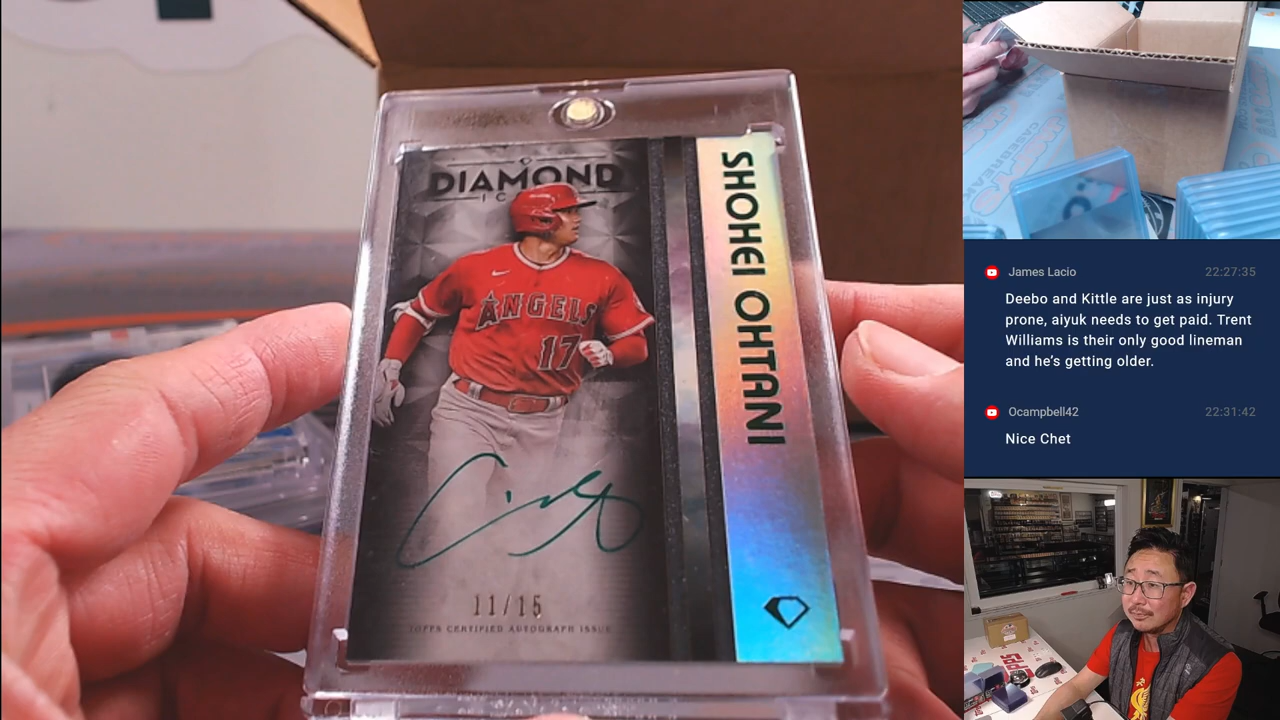 DIAMOND
IC
SHOHEI OHTANI
ANGELS
17
11/15
TOPPS CERTIFIED AUTOGRAPH ISSUE
James Lacio 22:27:35
Deebo and Kittle are just as injury
prone, aiyuk needs to get paid. Trent
Williams is their only good lineman
and he's getting older.
Ocampbell42 22:31:42
Nice Chet